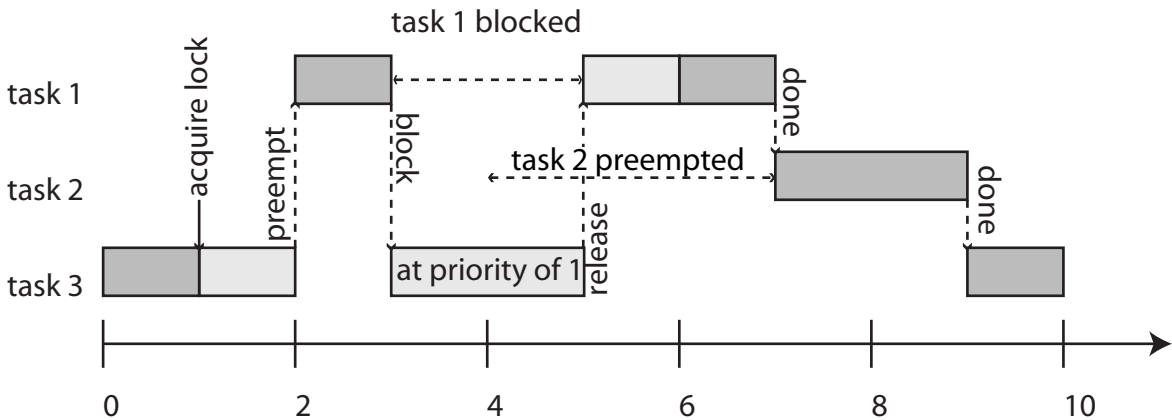 task 1 blocked
task 1
acquire lock
preempt
block
done
task 2
task 2 preempted
release
done
task 3
at priority of 1
0 2 4 6 8 10